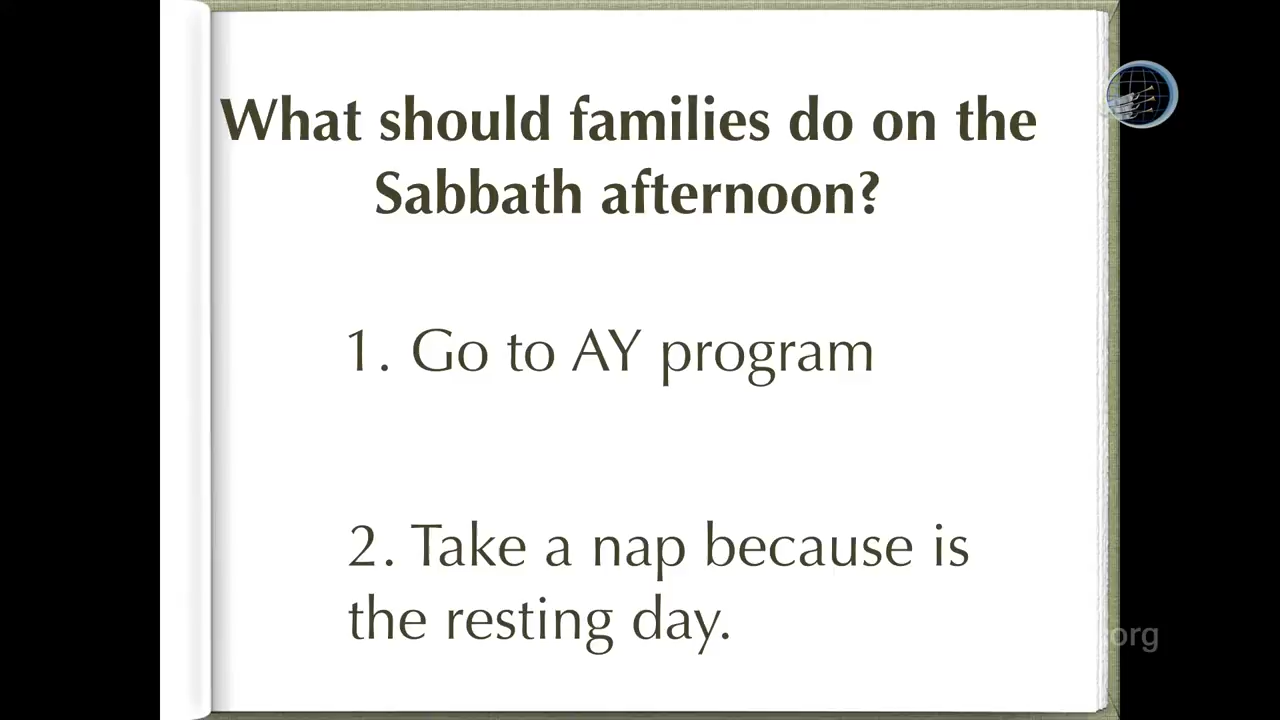 What should families do on the
Sabbath afternoon?
1. Go to AY program
2. Take a nap because is
the resting day.
org